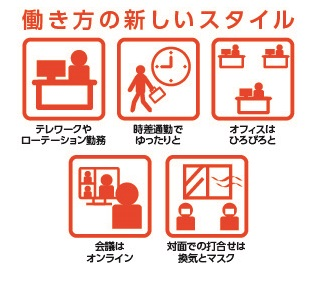 働き方の新しいスタイル
テレワークや
ローテーション勤務
時差通勤で
ゆったりと
オフィスは
ひろびろと
会議は
オンライン
対面での打合せは
換気とマスク